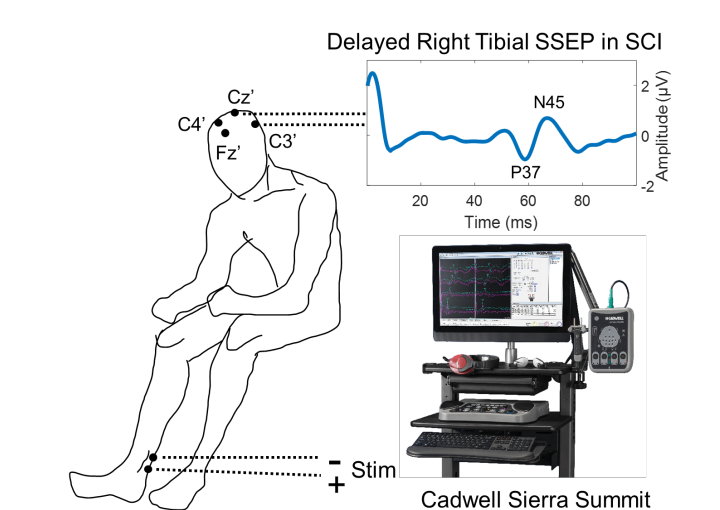 Delayed Right Tibial SSEP in SCI
Cz’
C4’
C3’
Fz’
N45
P37
2
0
-2
Amplitude (μV)
20 40 60 80
Time (ms)
CADWELL
- Stim
+
Cadwell Sierra Summit